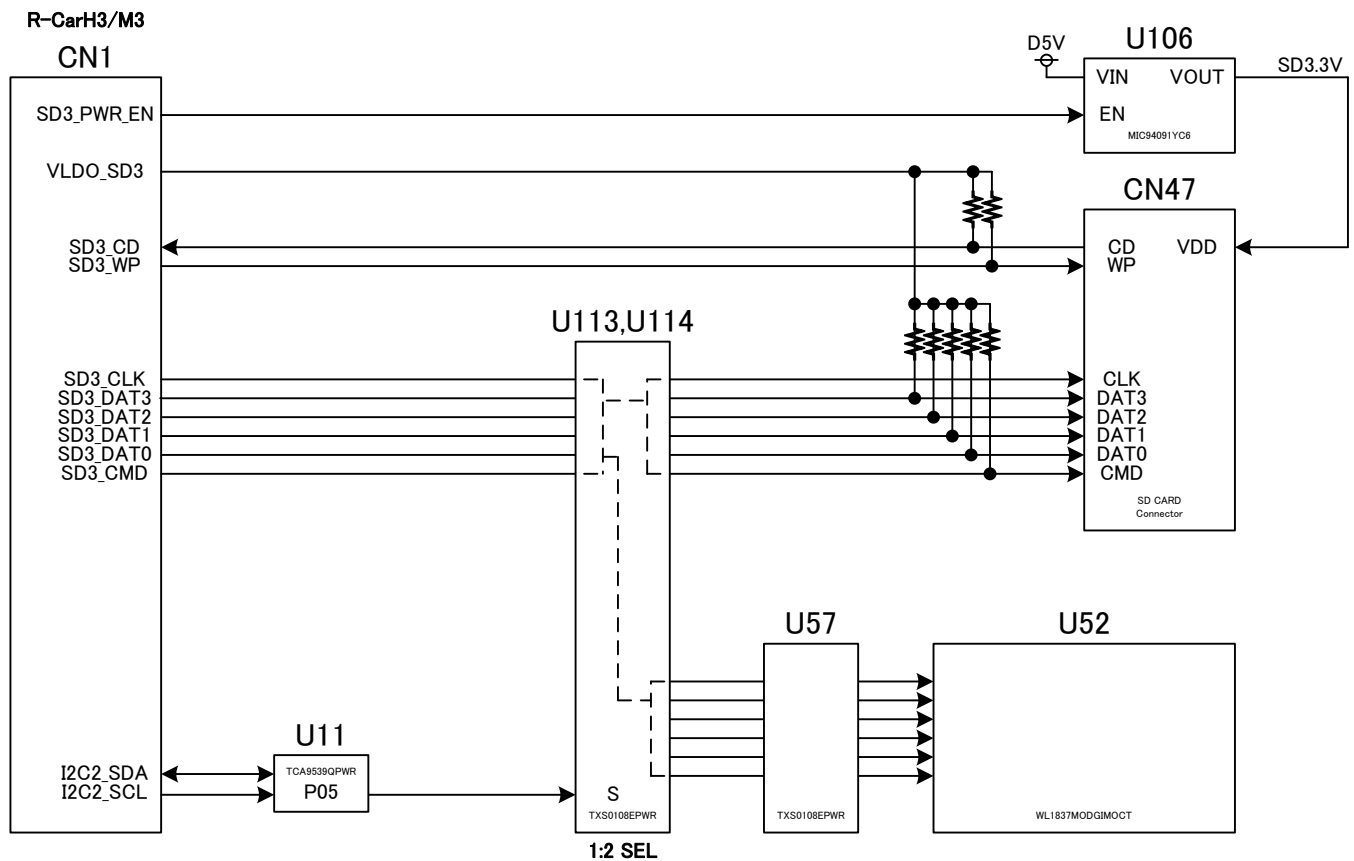 R-CarH3/M3
CN1
SD3_PWR_EN
VLDO_SD3
SD3_CD
SD3_WP
SD3_CLK
SD3_DAT3
SD3_DAT2
SD3_DAT1
SD3_DAT0
SD3_CMD
I2C2_SDA
I2C2_SCL
U11
TCA9539QPWR
P05
U113,U114
S
TXS0108EPWR
1:2 SEL
D5V
U106
VIN VOUT
EN
MIC94091YC6
SD3.3V
CN47
CD VDD
WP
CLK
DAT3
DAT2
DAT1
DAT0
CMD
SD CARD
Connector
U57
TXS0108EPWR
U52
WL1837MODGIMOCT